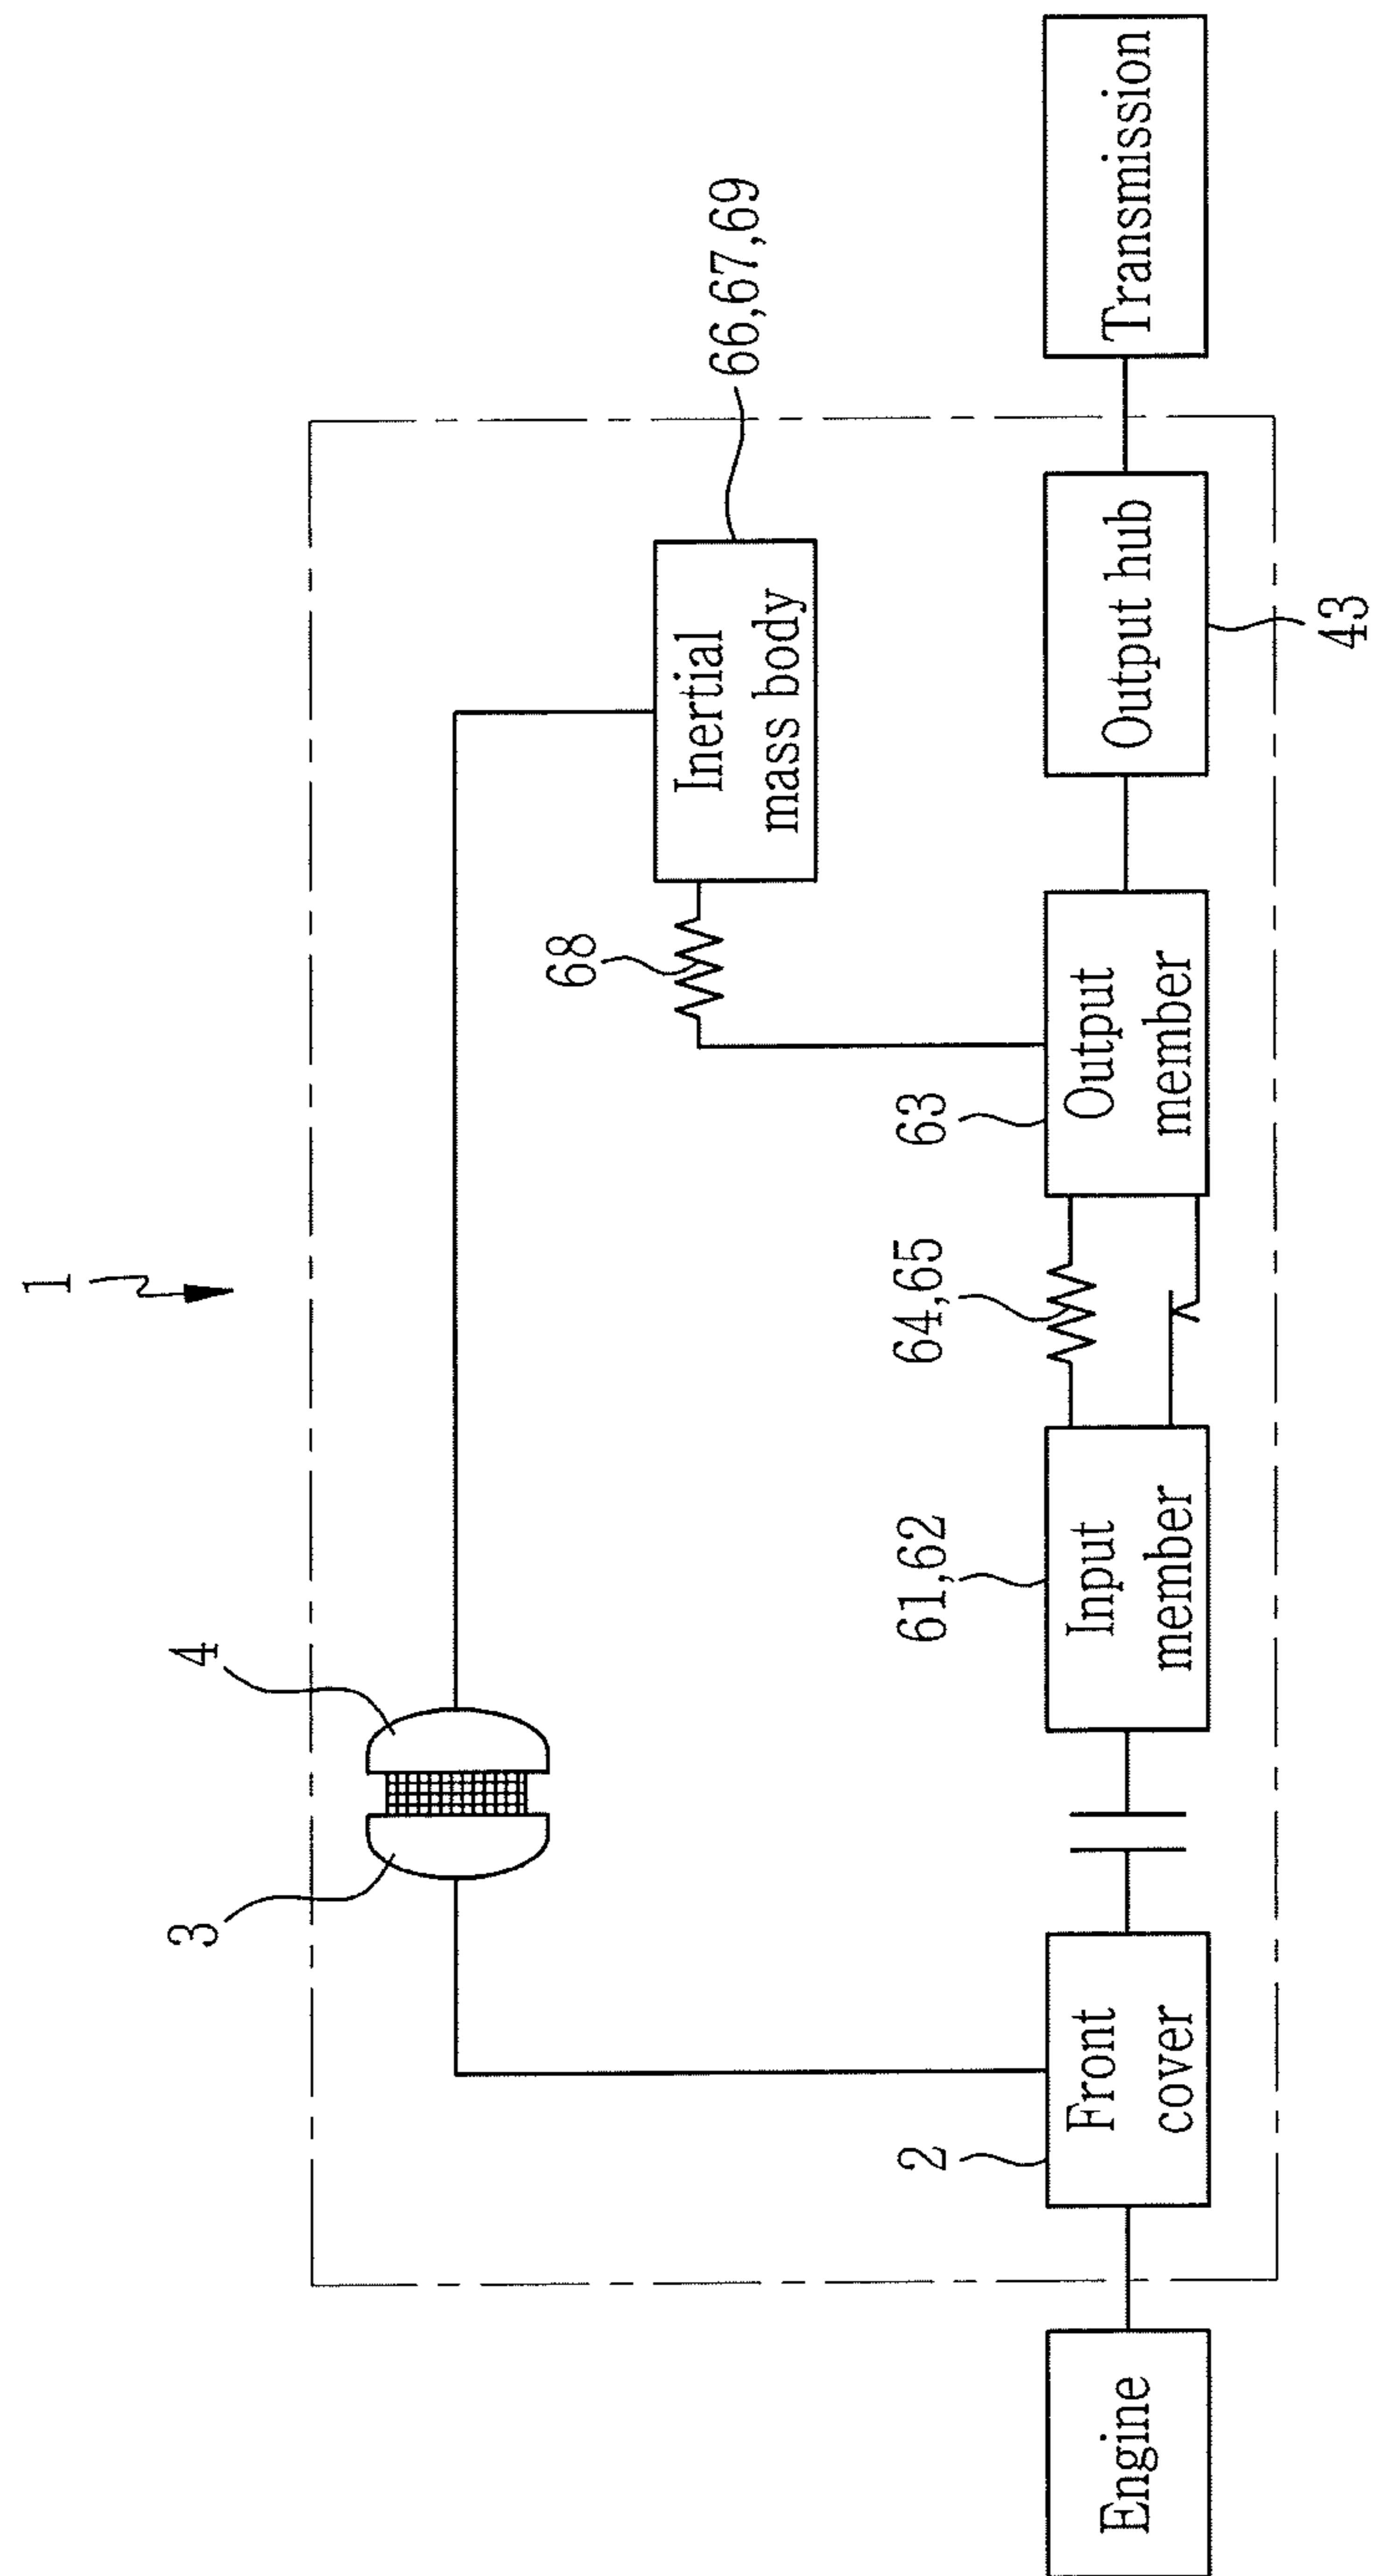 1
3
4
66,67,69
Inertial
mass body
68
2
61,62
64,65
63
Engine
Front
cover
Input
member
Output
member
Output hub
Transmission
43